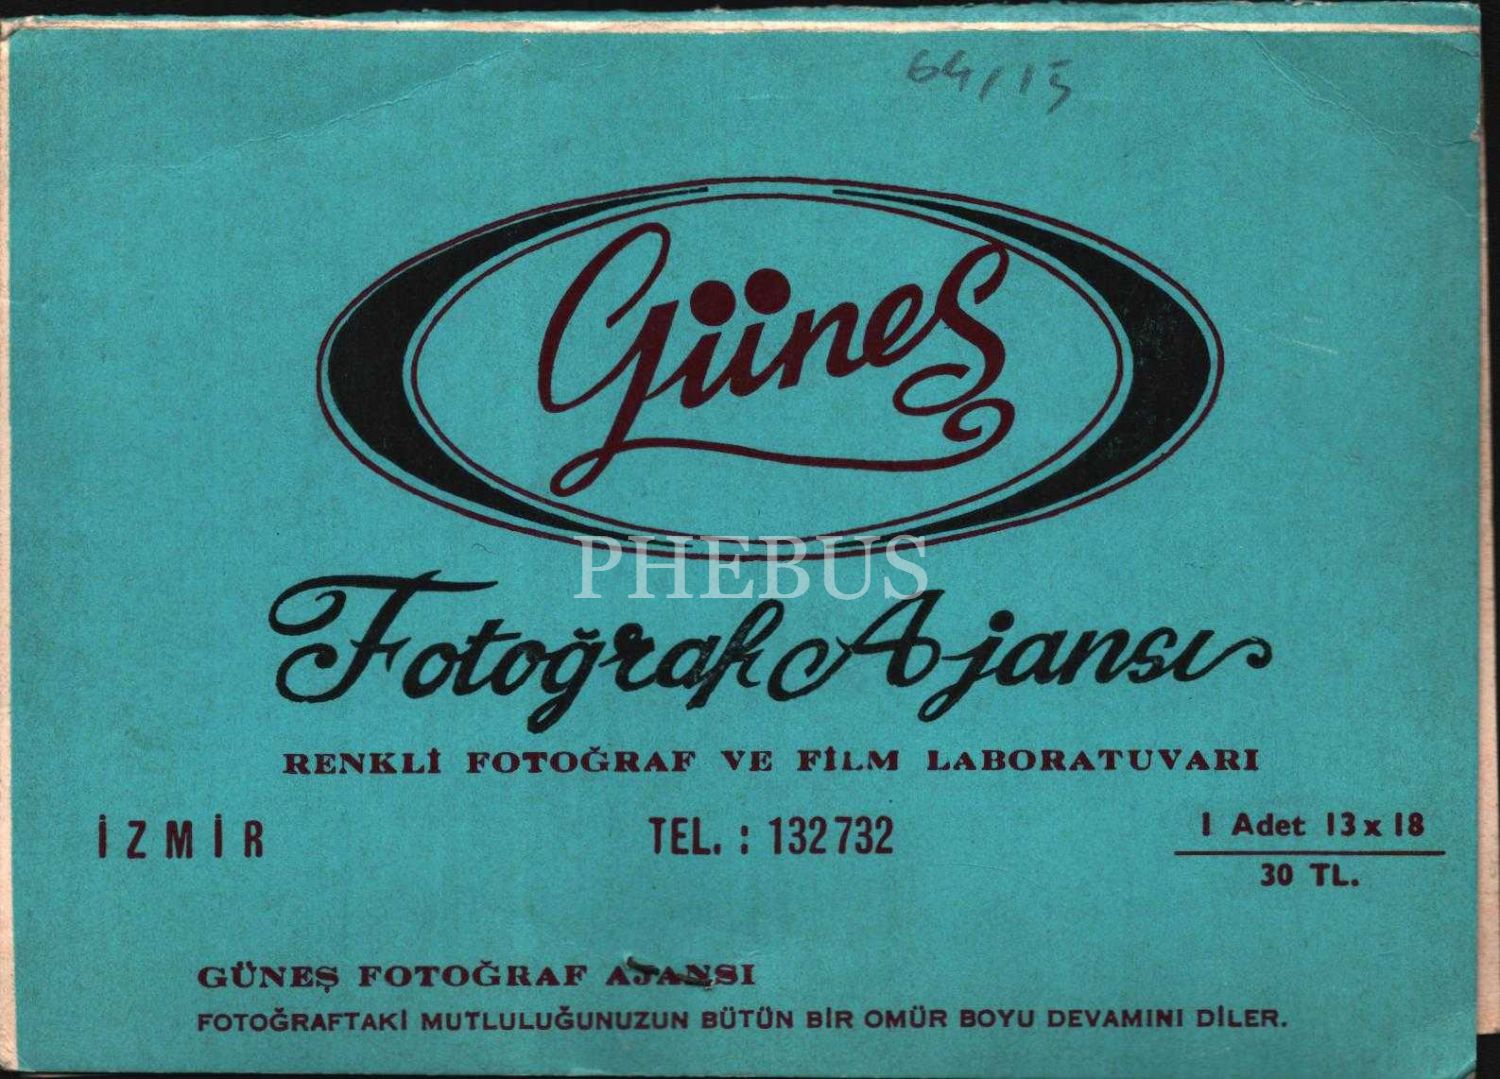 64/15
Güneş
PHEBUS
Fotoğraf Ajansı
RENKLİ FOTOĞRAF VE FİLM LABORATUVARI
İZMİR
TEL. : 132732
1 Adet 13 x 18
30 TL.
GÜNEŞ FOTOĞRAF AJANSI
FOTOĞRAFTAKİ MUTLULUĞUNUZUN BÜTÜN BİR OMÜR BOYU DEVAMINI DİLER.